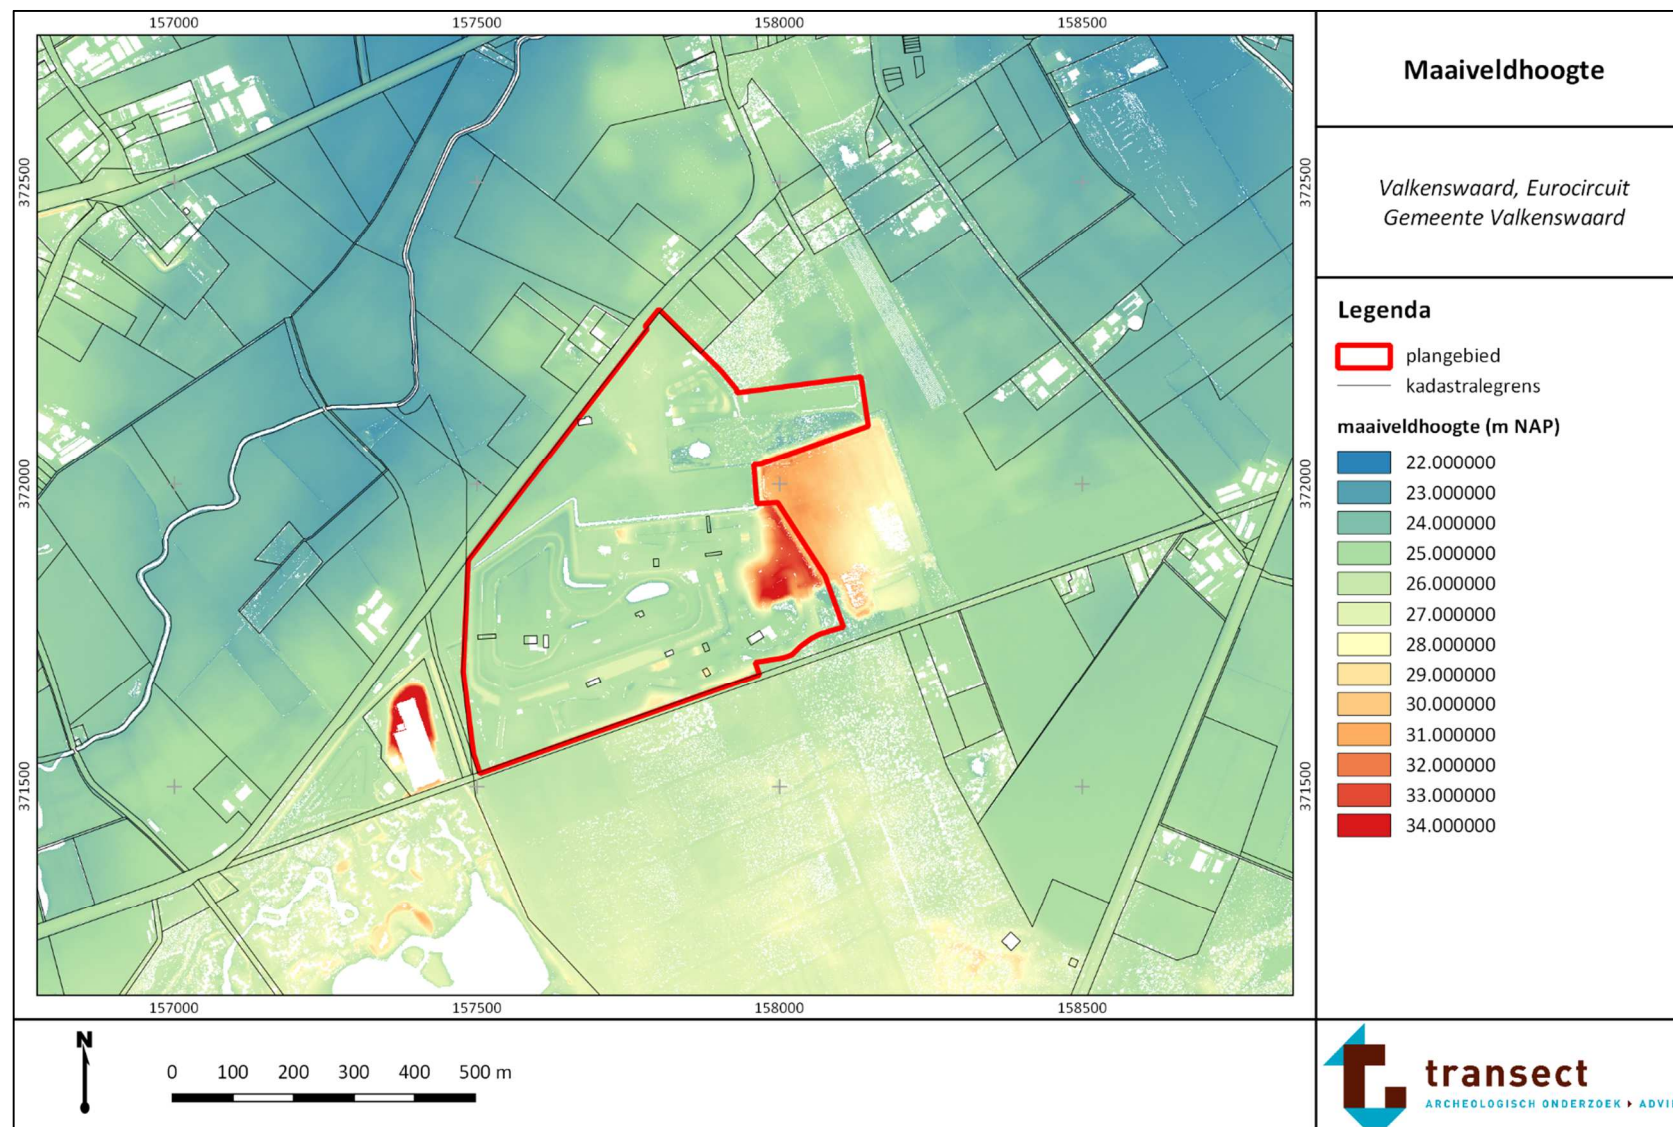 157000 157500 158000 158500
372500 372500
372000 372000
371500 371500
157000 157500 158000 158500
Maaiveldhoogte
Valkenswaard, Eurocircuit
Gemeente Valkenswaard
Legenda
plangebied
kadastralegrens
maaiveldhoogte (m NAP)
22.000000
23.000000
24.000000
25.000000
26.000000
27.000000
28.000000
29.000000
30.000000
31.000000
32.000000
33.000000
34.000000
N
0 100 200 300 400 500 m
transect
ARCHEOLOGISCH ONDERZOEK ▸ ADVI